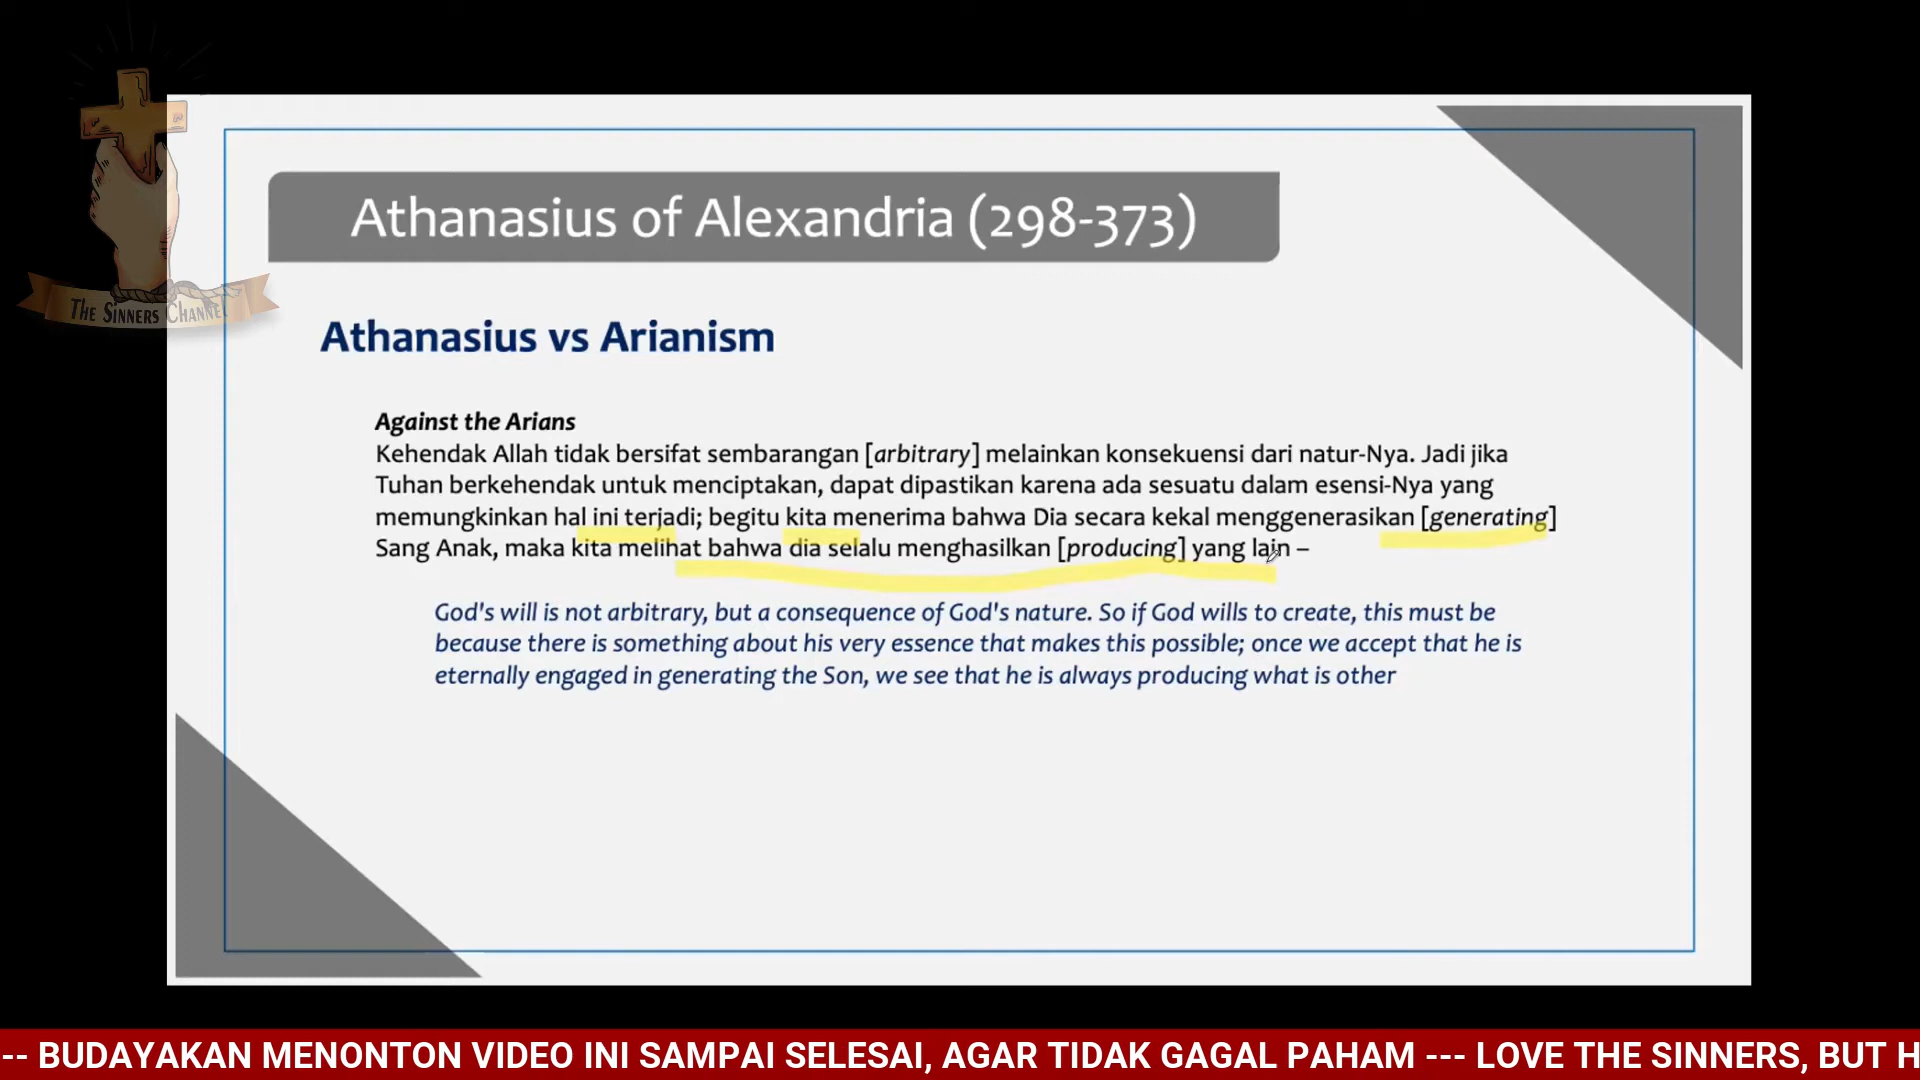 Athanasius of Alexandria (298-373)
THE SINNERS CHANNEL
Athanasius vs Arianism
Against the Arians
Kehendak Allah tidak bersifat sembarangan [arbitrary] melainkan konsekuensi dari natur-Nya. Jadi jika
Tuhan berkehendak untuk menciptakan, dapat dipastikan karena ada sesuatu dalam esensi-Nya yang
memungkinkan hal ini terjadi; begitu kita menerima bahwa Dia secara kekal menggenerasikan [generating]
Sang Anak, maka kita melihat bahwa dia selalu menghasilkan [producing] yang lain –
God's will is not arbitrary, but a consequence of God's nature. So if God wills to create, this must be
because there is something about his very essence that makes this possible; once we accept that he is
eternally engaged in generating the Son, we see that he is always producing what is other
-- BUDAYAKAN MENONTON VIDEO INI SAMPAI SELESAI, AGAR TIDAK GAGAL PAHAM --- LOVE THE SINNERS, BUT H